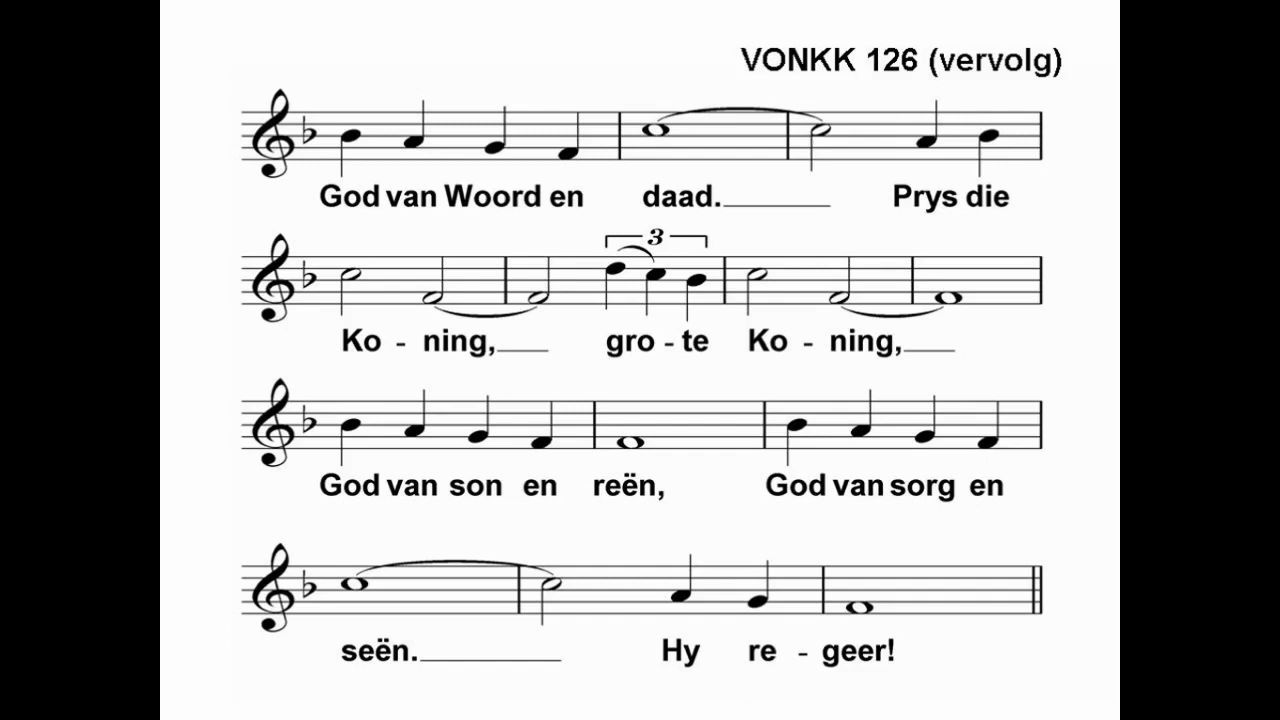 VONKK 126 (vervolg)
God van Woord en daad. Prys die
3
Ko - ning, gro - te Ko - ning,
God van son en reën, God van sorg en
seën. Hy re - geer!